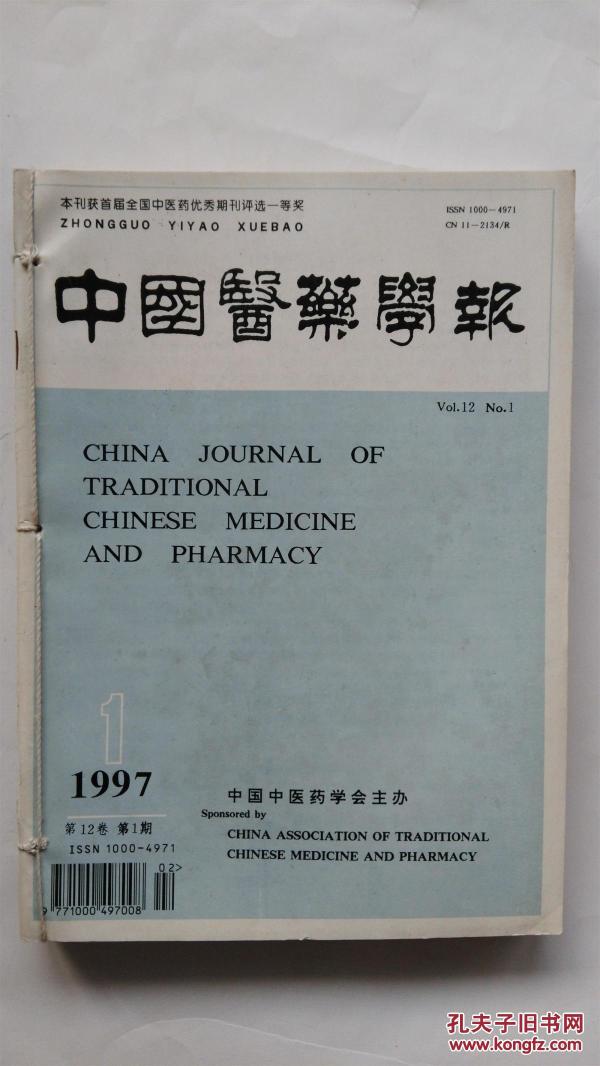 本刊获首届全国中医药优秀期刊评选一等奖
ZHONGGUO YIYAO XUEBAO
ISSN 1000-4971
CN 11-2134/R
中國醫藥學報
Vol.12 No.1
CHINA JOURNAL OF
TRADITIONAL
CHINESE MEDICINE
AND PHARMACY
1
1997
第12卷 第1期
ISSN 1000-4971
02>
9 771000 497008
中国中医药学会主办
Sponsored by
CHINA ASSOCIATION OF TRADITIONAL
CHINESE MEDICINE AND PHARMACY
孔夫子旧书网
www.kongfz.com